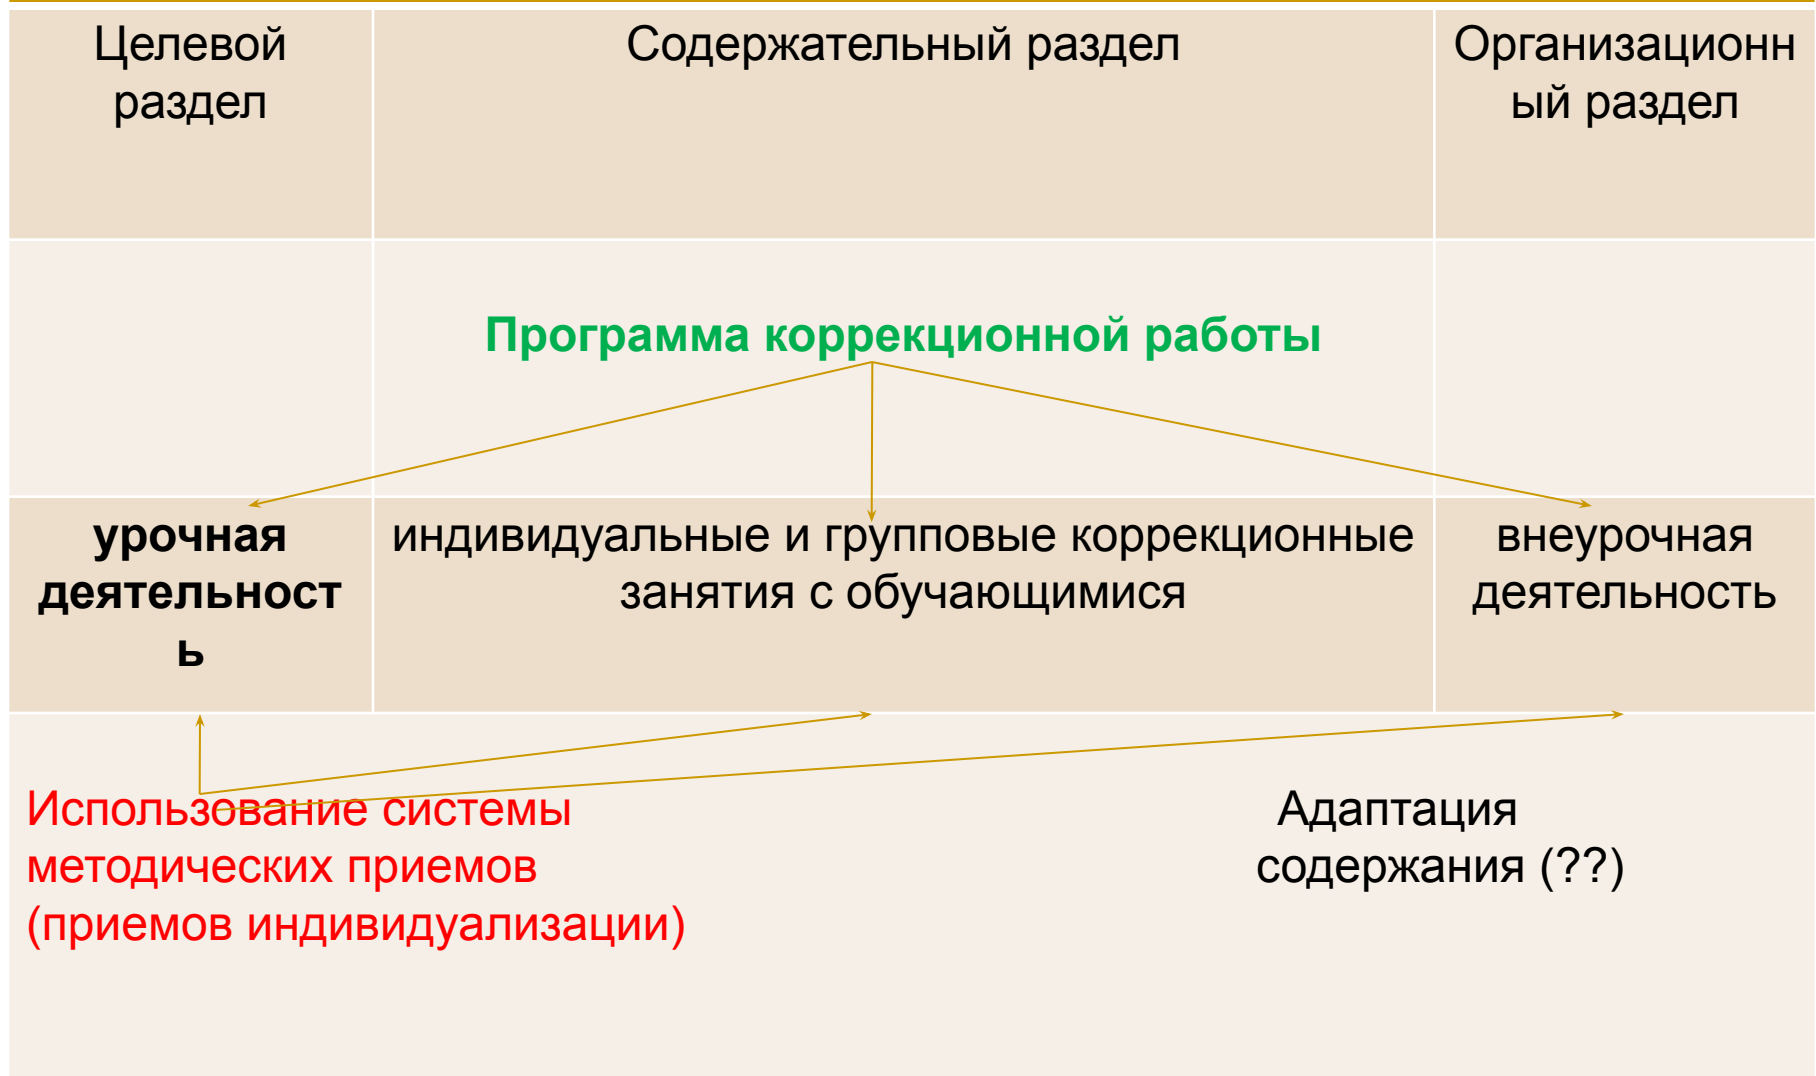 Целевой
раздел
Содержательный раздел
Организационн
ый раздел
Программа коррекционной работы
урочная
деятельност
ь
индивидуальные и групповые коррекционные
занятия с обучающимися
внеурочная
деятельность
Использование системы
методических приемов
(приемов индивидуализации)
Адаптация
содержания (??)